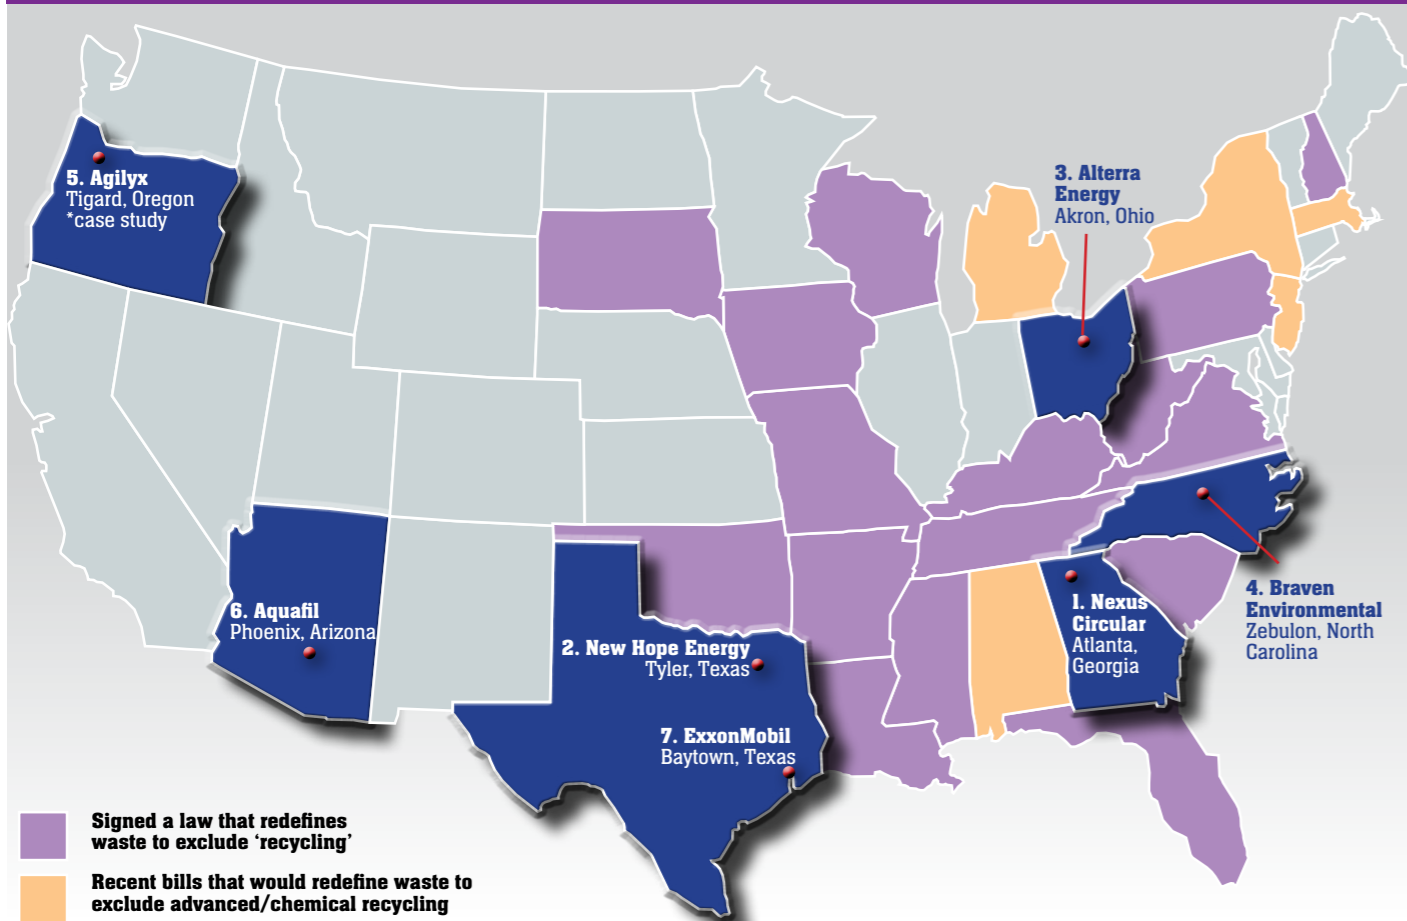 5. Agilyx
Tigard, Oregon
*case study
3. Alterra
Energy
Akron, Ohio
6. Aquafil
Phoenix, Arizona
2. New Hope Energy
Tyler, Texas
7. ExxonMobil
Baytown, Texas
1. Nexus
Circular
Atlanta,
Georgia
4. Braven
Environmental
Zebulon, North
Carolina
Signed a law that redefines
waste to exclude ‘recycling’
Recent bills that would redefine waste to
exclude advanced/chemical recycling